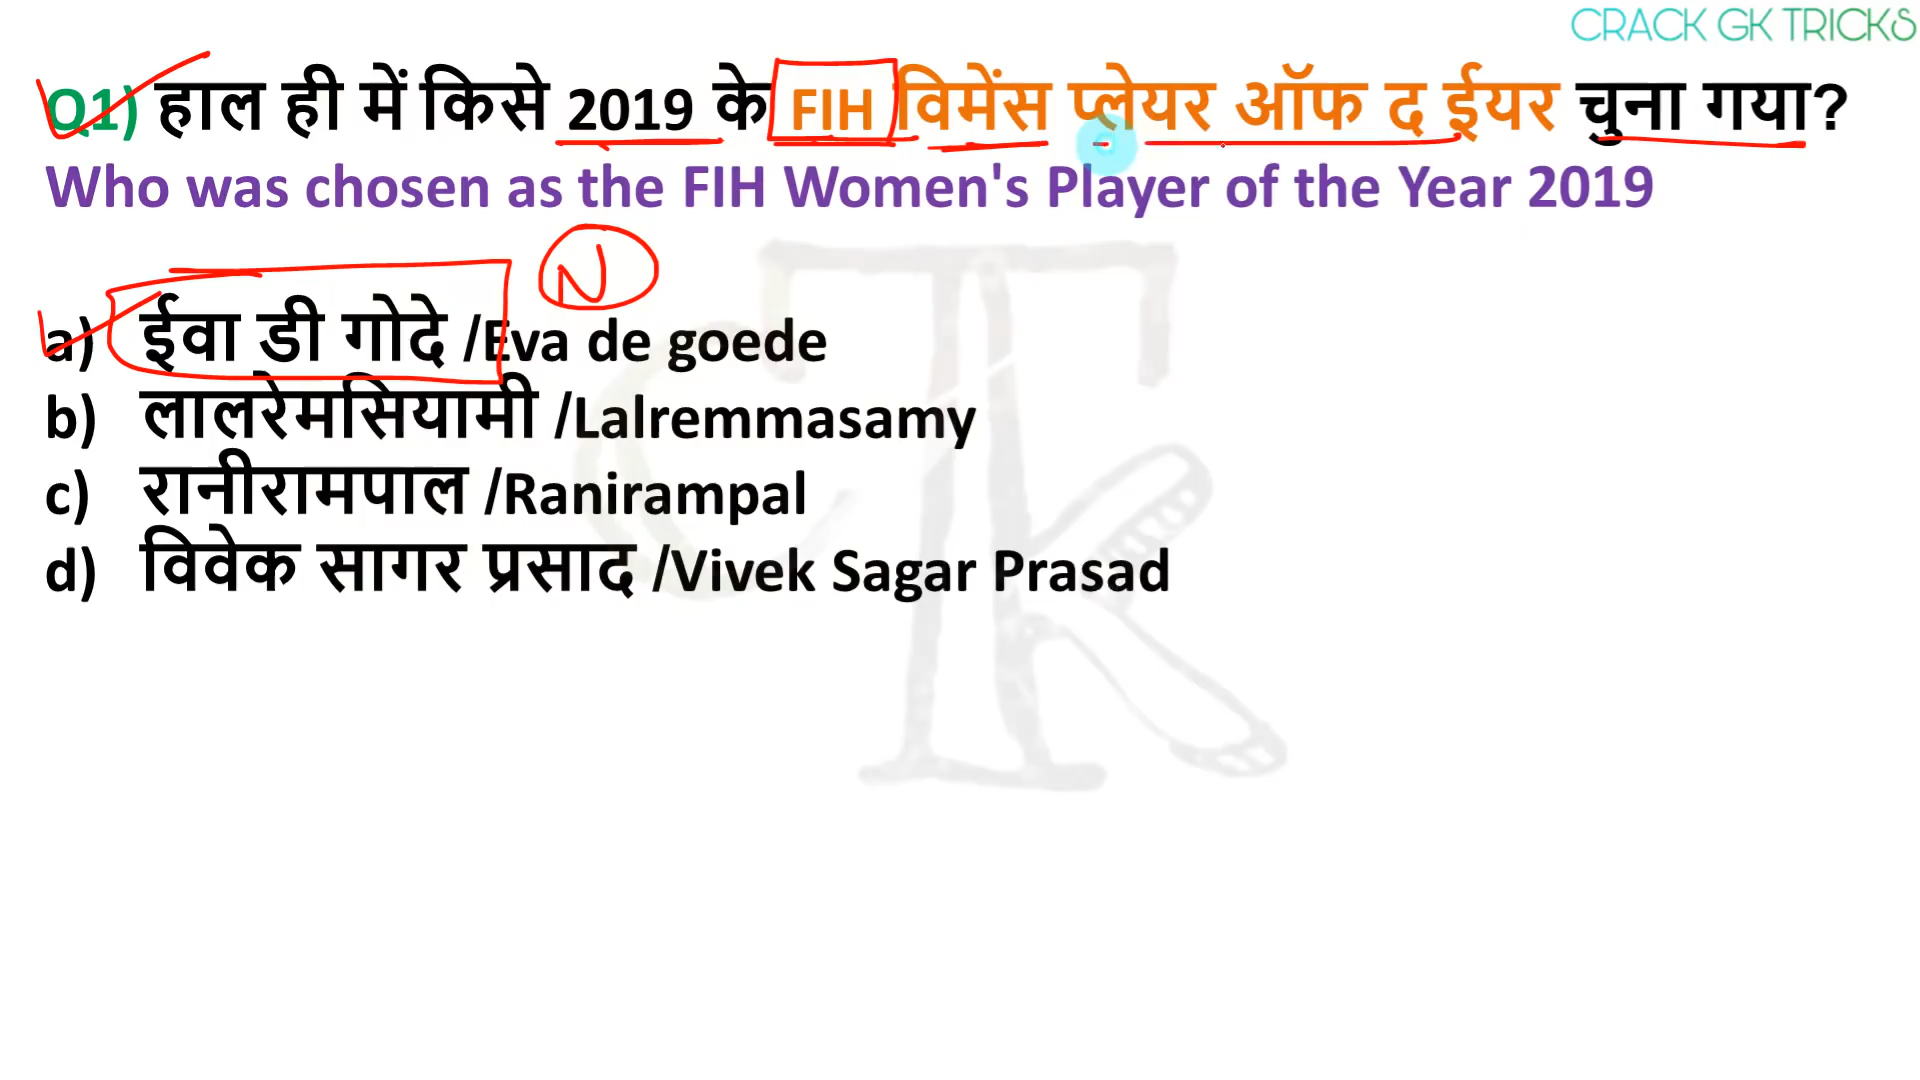 CRACK GK TRICKS
Q1) हाल ही में किसे 2019 के FIH विमेंस प्लेयर ऑफ द ईयर चुना गया?
Who was chosen as the FIH Women's Player of the Year 2019
N
a) ईवा डी गोदे /Eva de goede
b) लालरेमसियामी /Lalremmasamy
c) रानीरामपाल /Ranirampal
d) विवेक सागर प्रसाद /Vivek Sagar Prasad